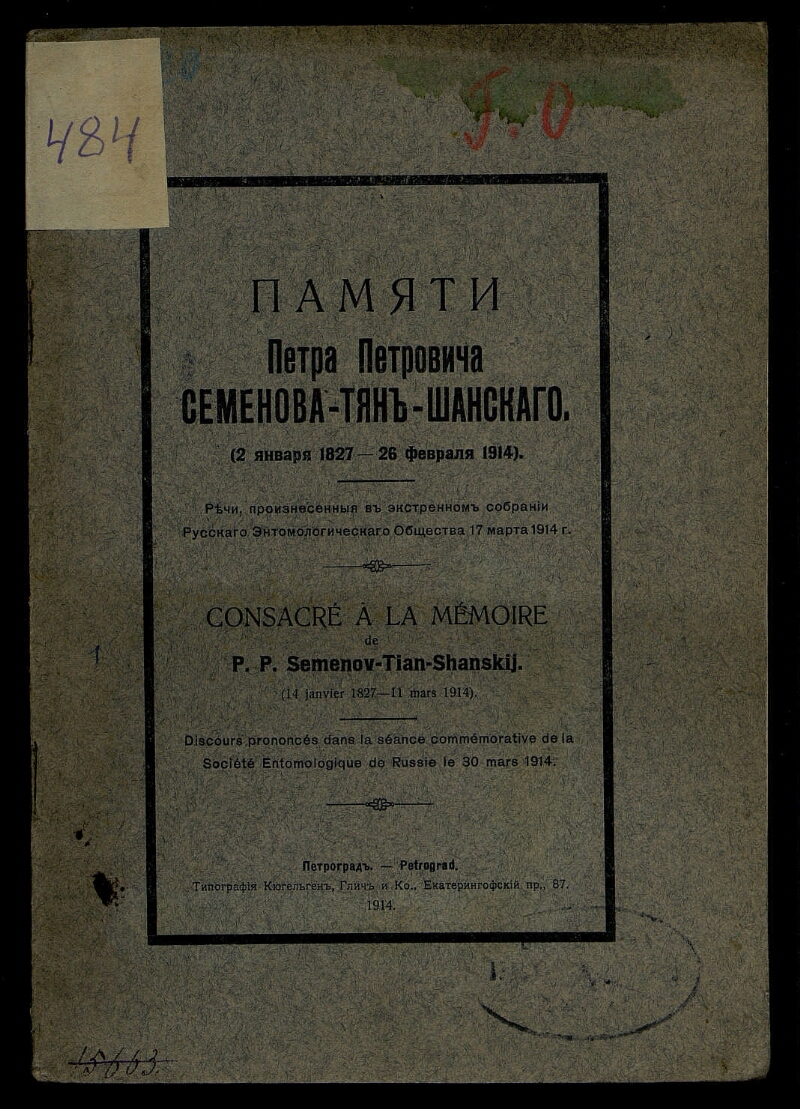 484
J. O
ПАМЯТИ
Петра Петровича
СЕМЕНОВА-ТЯНЪ-ШАНСКАГО.
(2 января 1827 — 26 февраля 1914).
Рѣчи, произнесенныя въ экстренномъ собраніи
Русскаго Энтомологическаго Общества 17 марта 1914 г.
CONSACRÉ À LA MÉMOIRE
de
P. P. Semenov-Tian-Shanskij.
(14 janvier 1827—11 mars 1914).
1
Discours prononcés dans la séance commémorative de la
Société Entomologique de Russie le 30 mars 1914.
Петроградъ. — Petrograd.
Типографія Кюгельгенъ, Гличъ и Ко., Екатерингофскій пр., 87.
1914.
15663.